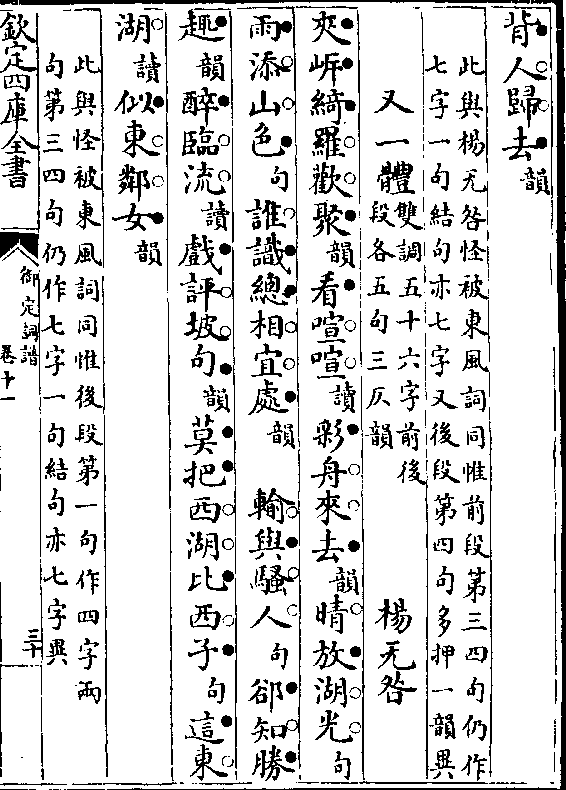 背人歸去韻
此與楊无咎怪被東風詞同惟前段第三四句仍作
七字一句結句亦七字又後段第四句多押一韻異
又一體雙調五十六字前後
段各五句三仄韻
楊无咎
夾岍綺羅歡聚韻看喧喧讀彩舟來去韻晴放湖光句
雨添山色句誰識總相宜處韻 輸與騷人句郤知勝
趣韻醉臨流讀戲評坡句韻莫把西湖比西子句這東
湖讀似東鄰女韻
此與怪被東風詞同惟後段第一句作四字兩
句第三四句仍作七字一句結句亦七字異
欽定四庫全書
御定詞譜
卷十一
三十